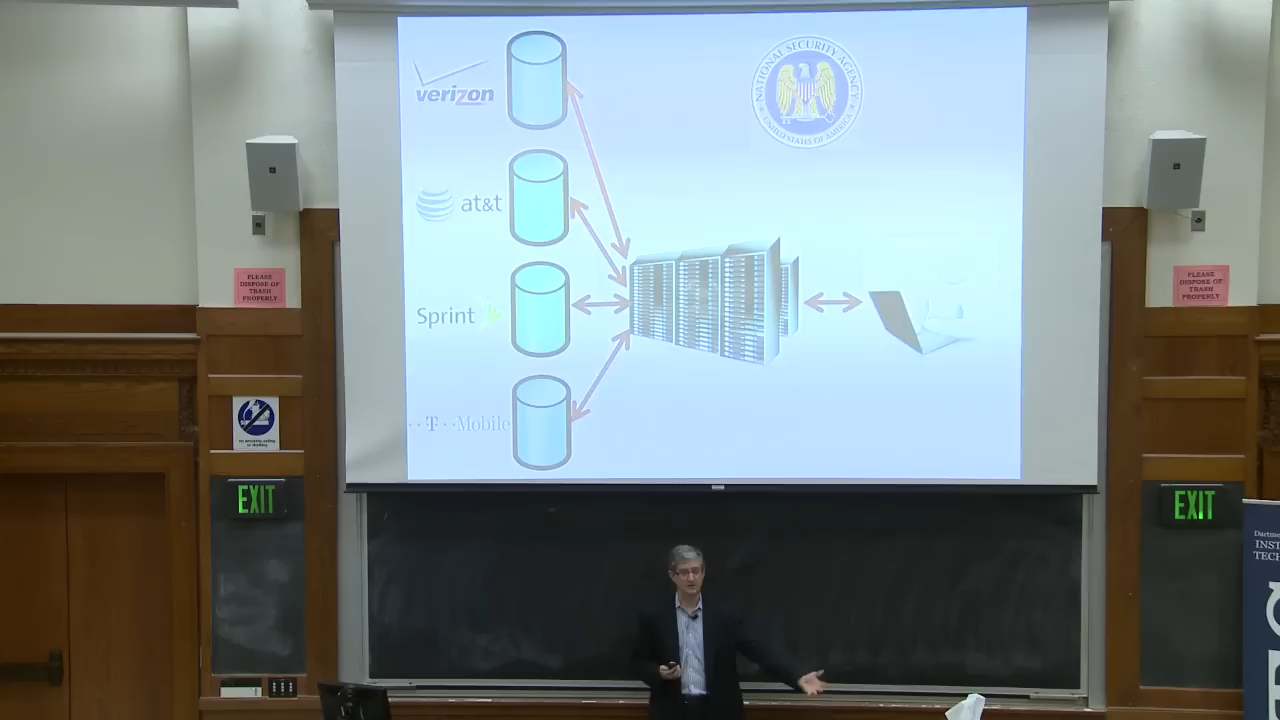 verizon
NATIONAL SECURITY AGENCY
UNITED STATES OF AMERICA
at&t
Sprint
T Mobile
PLEASE
DISPOSE OF
TRASH
PROPERLY
PLEASE
DISPOSE OF
TRASH
PROPERLY
EXIT
EXIT